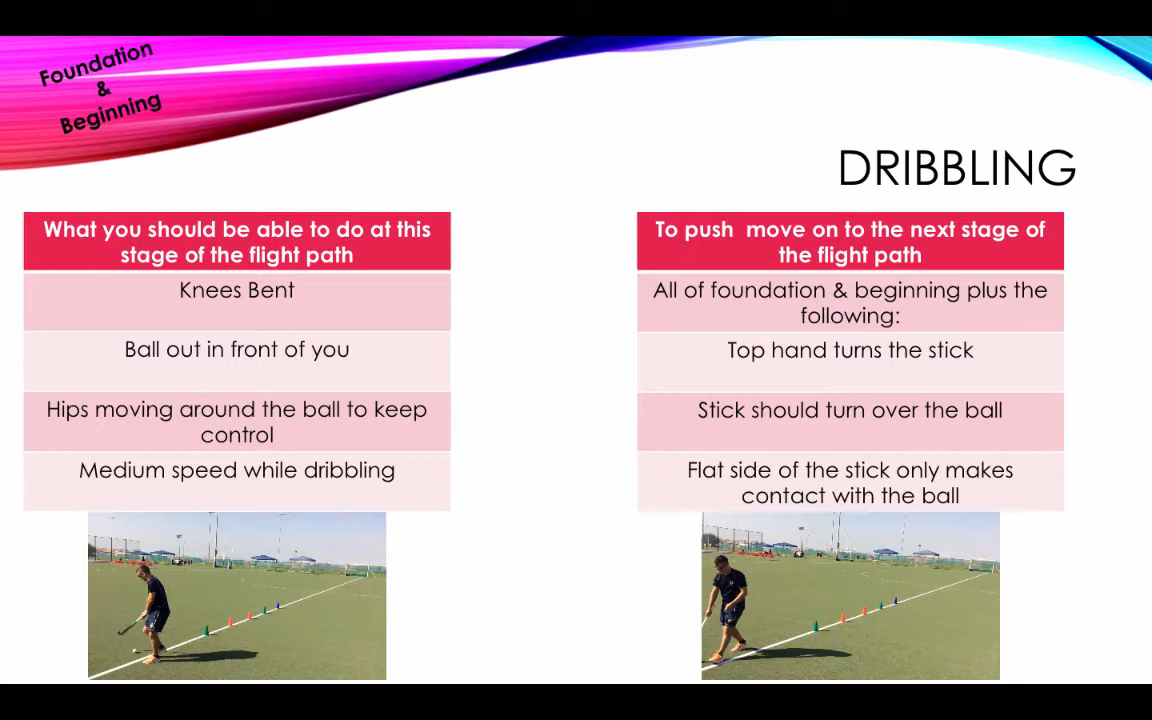 Foundation
&
Beginning
DRIBBLING
What you should be able to do at this
stage of the flight path
Knees Bent
Ball out in front of you
Hips moving around the ball to keep
control
Medium speed while dribbling
To push  move on to the next stage of
the flight path
All of foundation & beginning plus the
following:
Top hand turns the stick
Stick should turn over the ball
Flat side of the stick only makes
contact with the ball